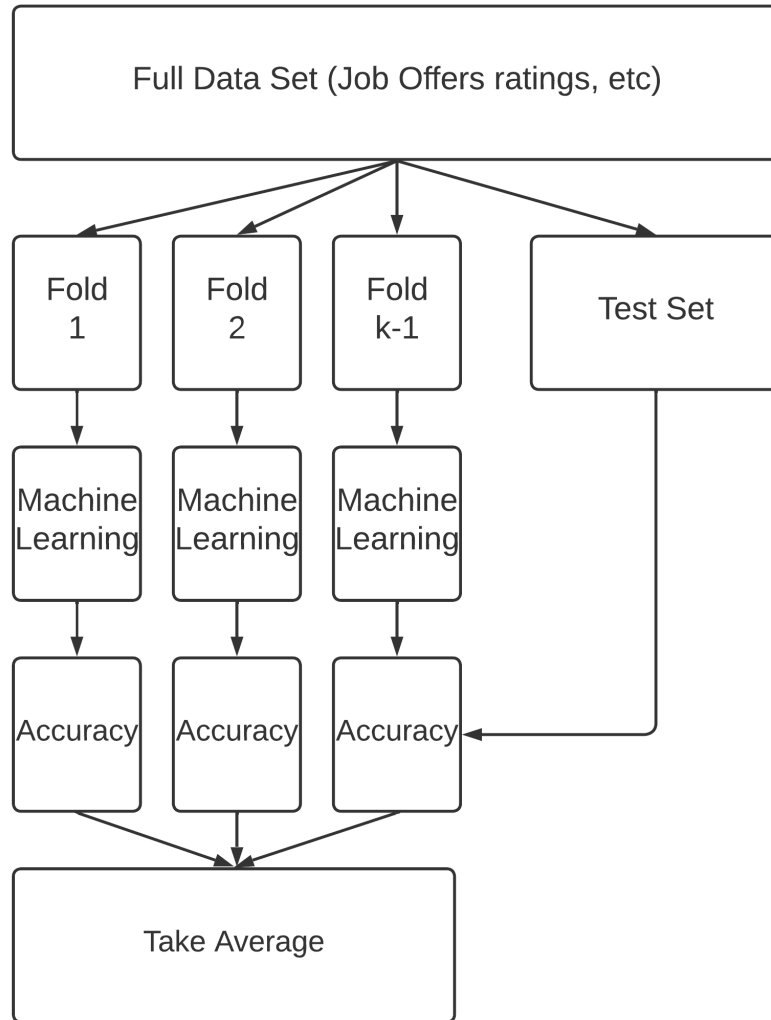 Full Data Set (Job Offers ratings, etc)
Fold
1
Fold
2
Fold
k-1
Test Set
Machine
Learning
Machine
Learning
Machine
Learning
Accuracy
Accuracy
Accuracy
Take Average